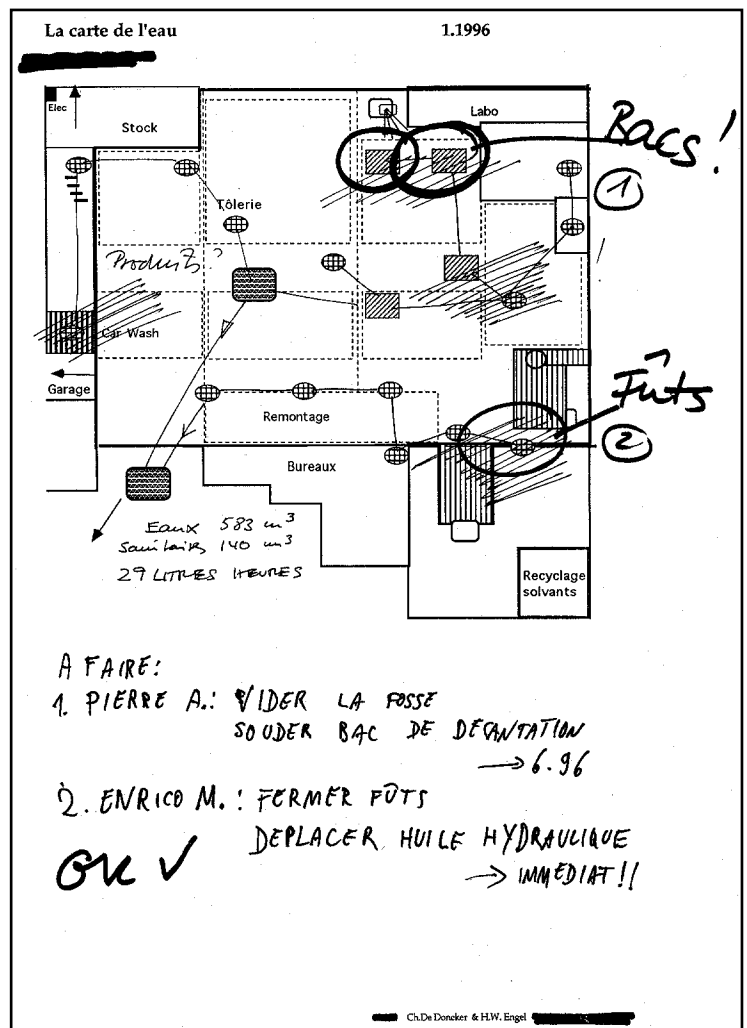 La carte de l'eau 1.1996
Elec
Stock
Labo
BACS!
1
Tôlerie
Produits?
Car Wash
Garage
Fûts
2
Remontage
Bureaux
Eaux 583 m³
Sanitaires 140 m³
29 LITRES HEURES
Recyclage
solvants
A FAIRE:
1. PIERRE A.: VIDER LA FOSSE
SOUDER BAC DE DECANTATION
→ 6.96
2. ENRICO M.: FERMER FÛTS
DEPLACER HUILE HYDRAULIQUE
→ IMMEDIAT!!
OK ✓
Ch.De Doncker & H.W. Engel